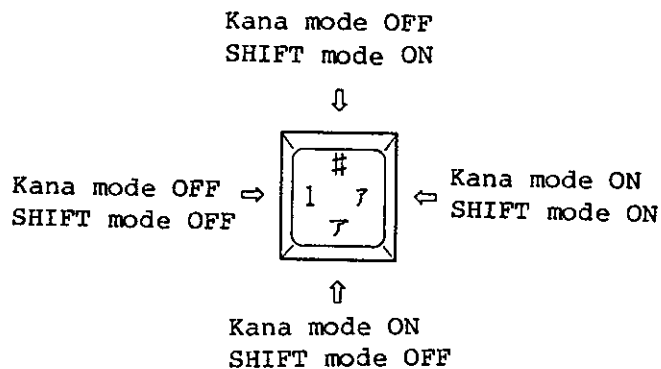 Kana mode OFF
SHIFT mode ON
⇩
#
Kana mode OFF ⇨ 1 ァ ⇦ Kana mode ON
SHIFT mode OFF SHIFT mode ON
ア
⇧
Kana mode ON
SHIFT mode OFF